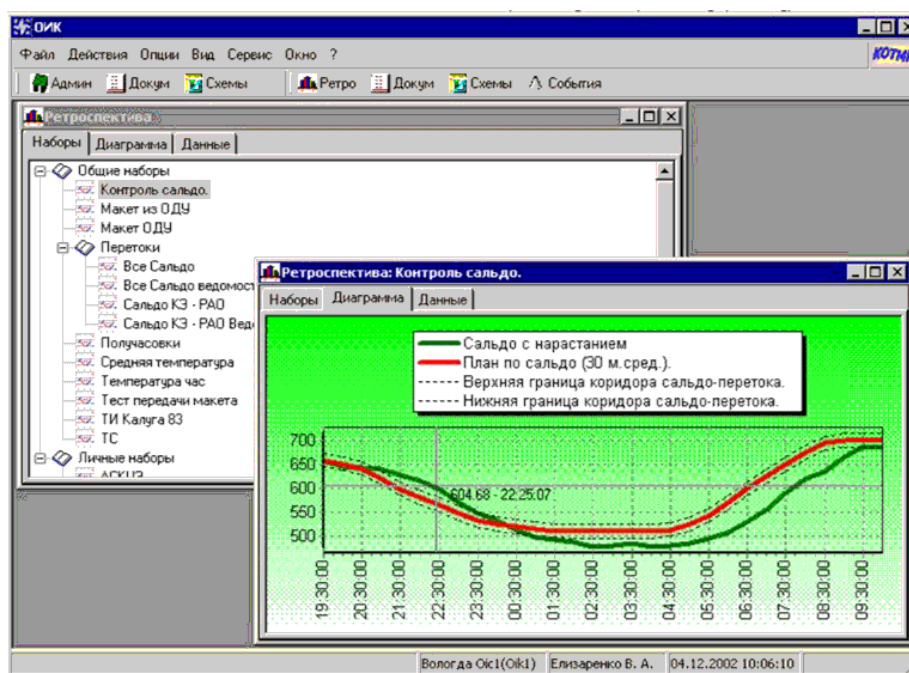 ОИК
Файл Действия Опции Вид Сервис Окно ?
Админ Докум Схемы Ретро Докум Схемы События
Ретроспектива.
Наборы Диаграмма Данные
Общие наборы
Контроль сальдо.
Макет из ОДУ
Макет ОДУ
Перетоки
Все Сальдо
Все Сальдо ведомост
Сальдо КЭ - РАО
Сальдо КЭ - РАО Вед
Получасовки
Средняя температура
Температура час
Тест передачи макета
ТИ Калуга 83
ТС
Личные наборы
Ретроспектива: Контроль сальдо.
Наборы Диаграмма Данные
Сальдо с нарастанием
План по сальдо (30 м.сред.).
Верхняя граница коридора сальдо-перетока.
Нижняя граница коридора сальдо-перетока.
700
650
600
550
500
604.68 - 22:25:07
19:30:00 20:30:00 21:30:00 22:30:00 23:30:00 00:30:00 01:30:00 02:30:00 03:30:00 04:30:00 05:30:00 06:30:00 07:30:00 08:30:00 09:30:00
Вологда Oic1(Oik1) Елизаренко В. А. 04.12.2002 10:06:10